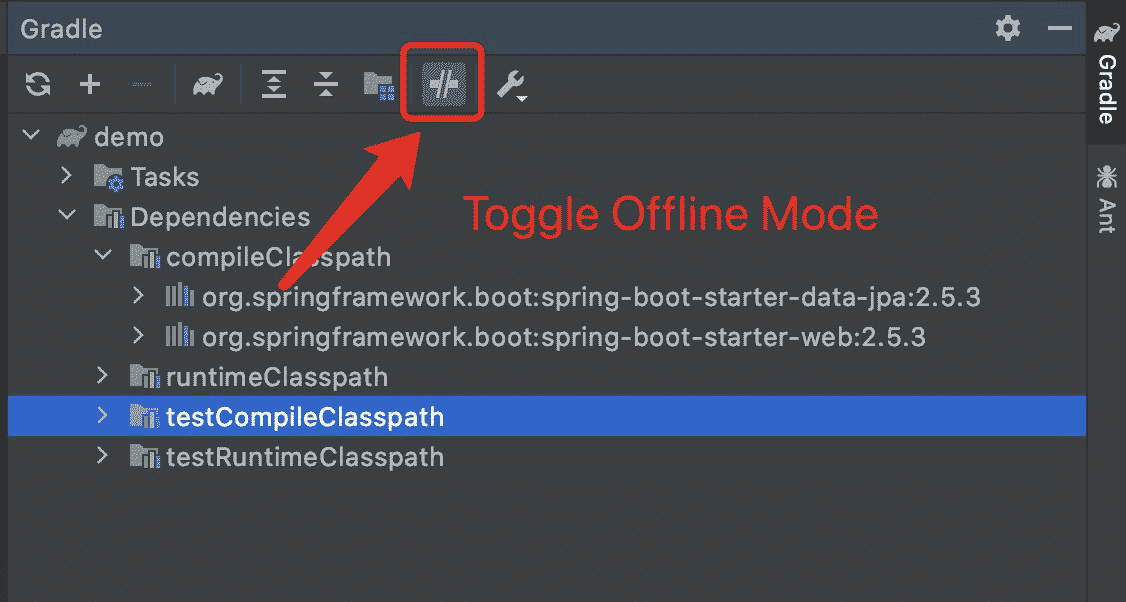 Gradle
demo
Tasks
Toggle Offline Mode
Dependencies
compileClasspath
org.springframework.boot:spring-boot-starter-data-jpa:2.5.3
org.springframework.boot:spring-boot-starter-web:2.5.3
runtimeClasspath
testCompileClasspath
testRuntimeClasspath
Gradle
Ant